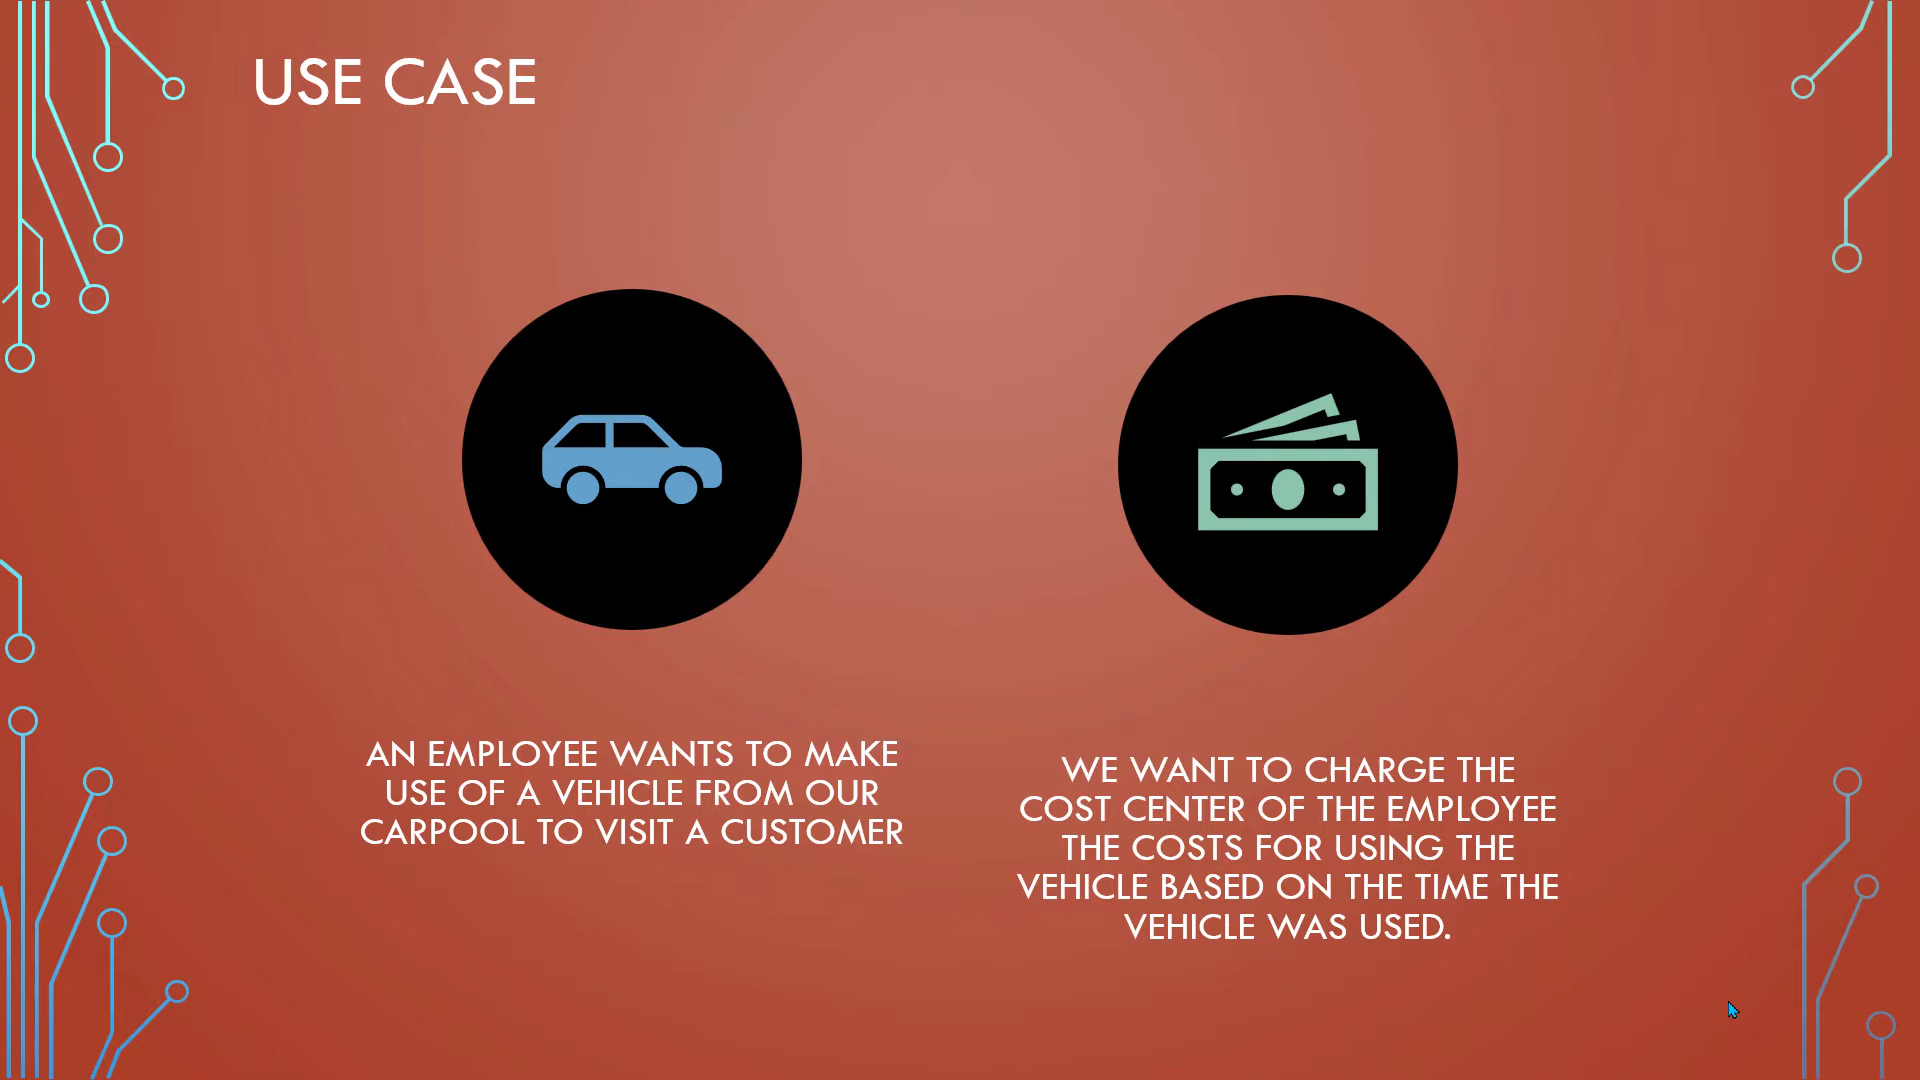 USE CASE
AN EMPLOYEE WANTS TO MAKE
USE OF A VEHICLE FROM OUR
CARPOOL TO VISIT A CUSTOMER
WE WANT TO CHARGE THE
COST CENTER OF THE EMPLOYEE
THE COSTS FOR USING THE
VEHICLE BASED ON THE TIME THE
VEHICLE WAS USED.